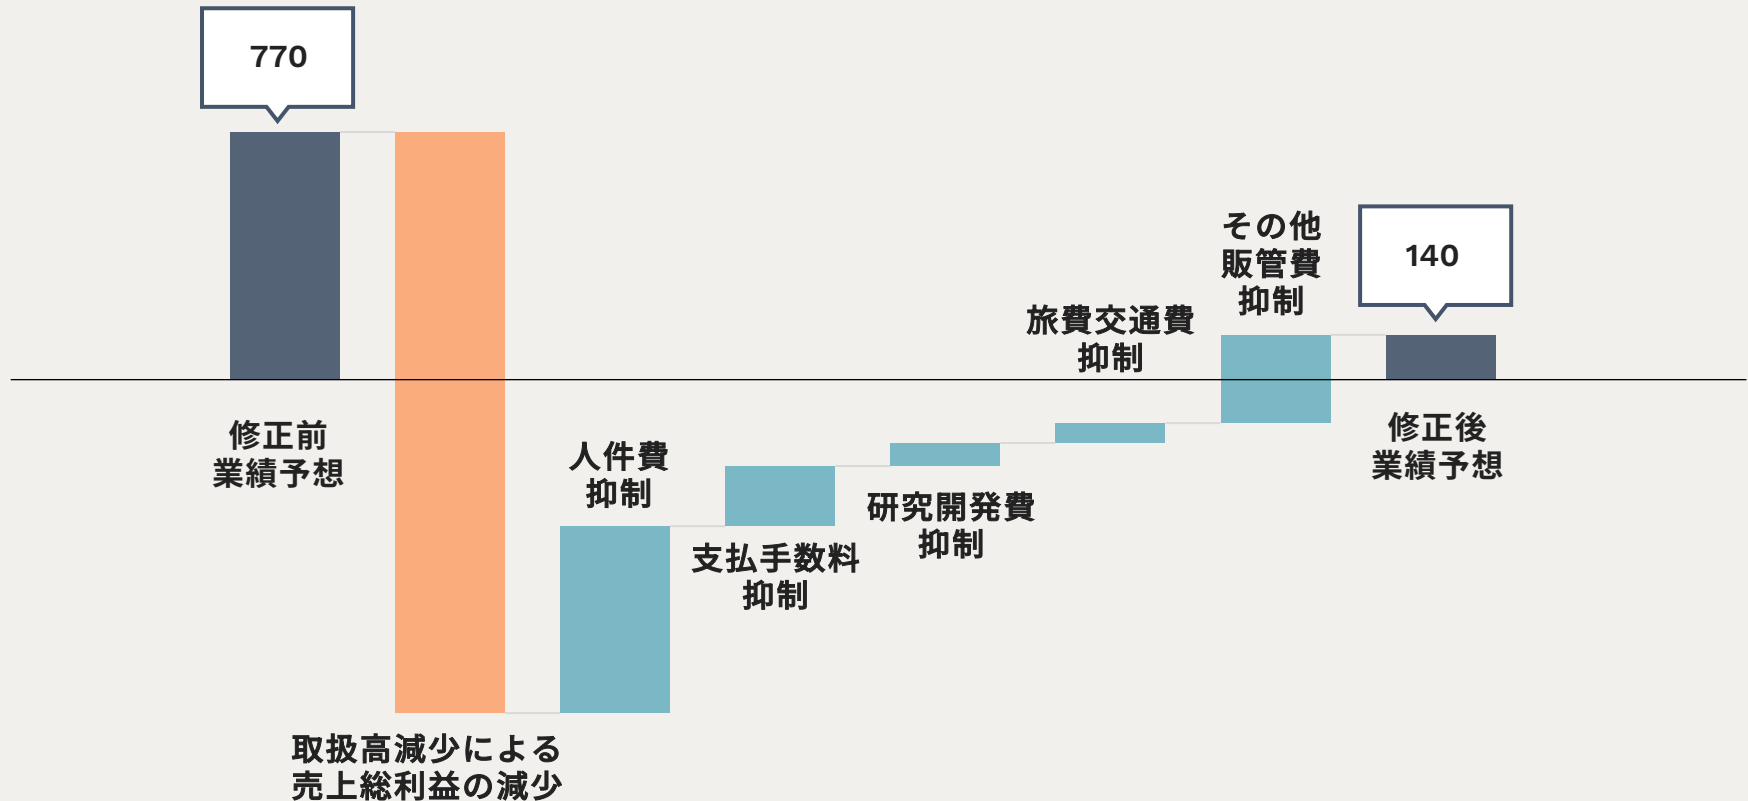 770
修正前
業績予想
取扱高減少による
売上総利益の減少
人件費
抑制
支払手数料
抑制
研究開発費
抑制
旅費交通費
抑制
その他
販管費
抑制
140
修正後
業績予想